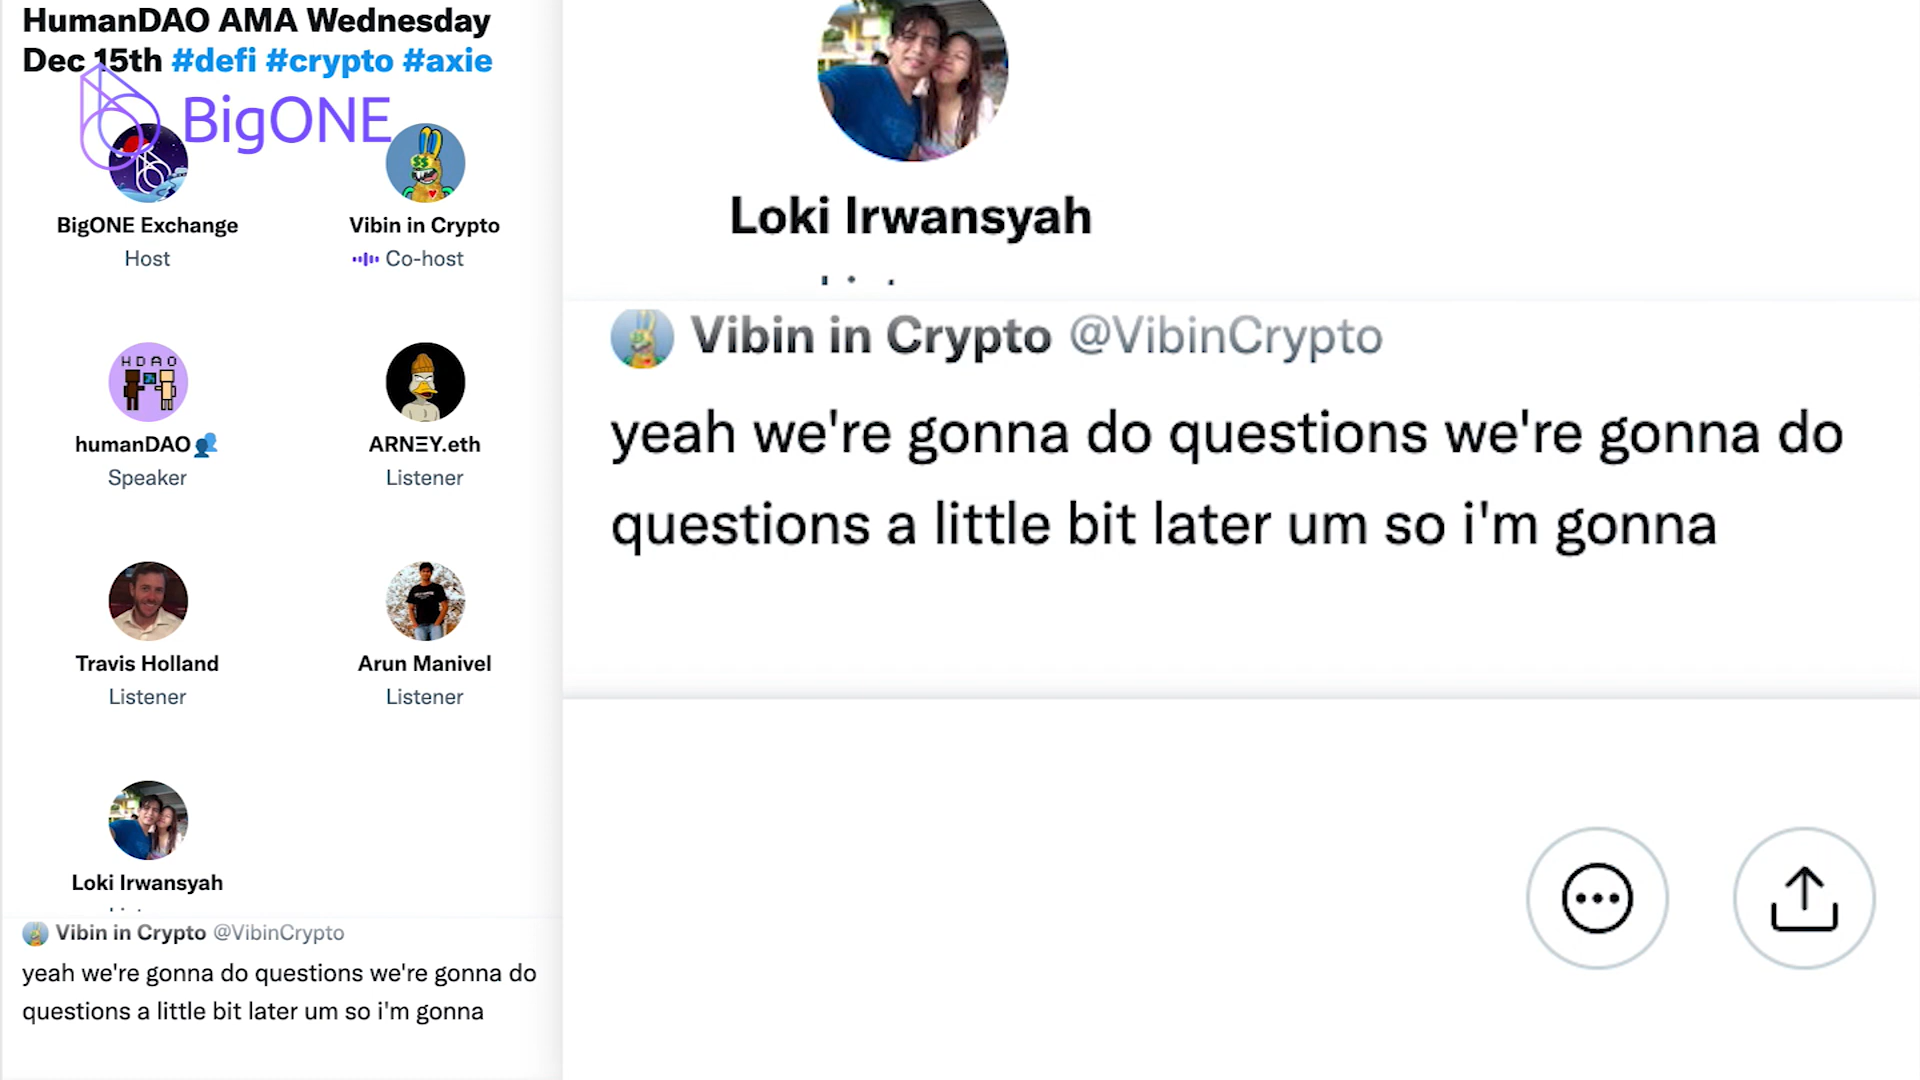 HumanDAO AMA Wednesday
Dec 15th #defi #crypto #axie
BigONE
BigONE Exchange
Host
Vibin in Crypto
Co-host
HDAO
humanDAO
Speaker
ARNΞY.eth
Listener
Travis Holland
Listener
Arun Manivel
Listener
Loki Irwansyah
Vibin in Crypto @VibinCrypto
yeah we're gonna do questions we're gonna do
questions a little bit later um so i'm gonna
Loki Irwansyah
Vibin in Crypto @VibinCrypto
yeah we're gonna do questions we're gonna do
questions a little bit later um so i'm gonna